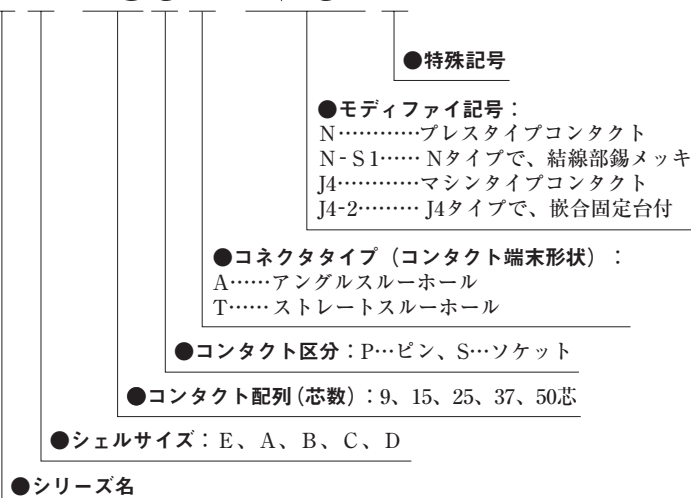 ●特殊記号
●モディファイ記号：
N…………プレスタイプコンタクト
N-S1…… Nタイプで、結線部錫メッキ
J4…………マシンタイプコンタクト
J4-2……… J4タイプで、嵌合固定台付
●コネクタタイプ（コンタクト端末形状）：
A……アングルスルーホール
T……ストレートスルーホール
●コンタクト区分：P…ピン、S…ソケット
●コンタクト配列(芯数)：9、15、25、37、50芯
●シェルサイズ：E、A、B、C、D
●シリーズ名